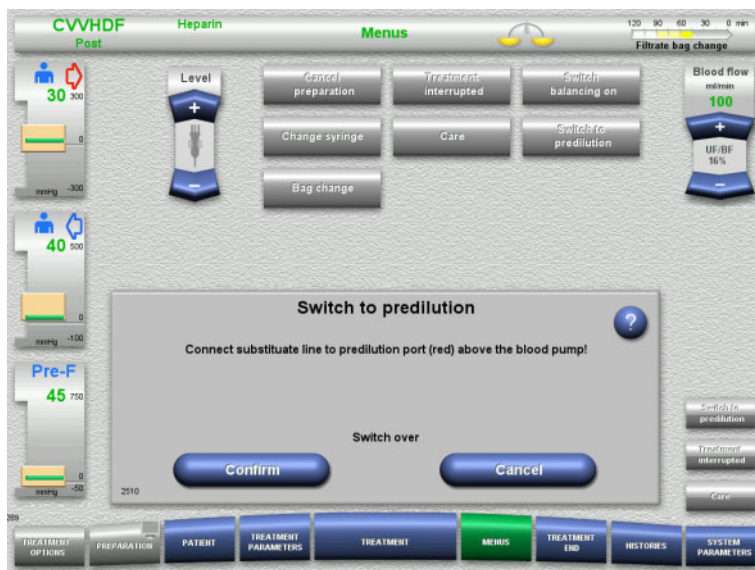 CVVHDF
Post
Heparin
Menus
120 90 60 30 0 min
Filtrate bag change
30
300
0
mmHg
-300
Level
+
−
Cancel
preparation
Treatment
interrupted
Switch
balancing on
Change syringe
Care
Switch to
predilution
Bag change
Blood flow
ml/min
100
+
UF/BF
16%
−
40
500
0
mmHg
-100
Switch to predilution
?
Connect substituate line to predilution port (red) above the blood pump!
Switch over
Confirm
Cancel
2510
Pre-F
45
750
0
mmHg
-50
Switch to
predilution
Treatment
interrupted
Care
TREATMENT
OPTIONS
PREPARATION
PATIENT
TREATMENT
PARAMETERS
TREATMENT
MENUS
TREATMENT
END
HISTORIES
SYSTEM
PARAMETERS